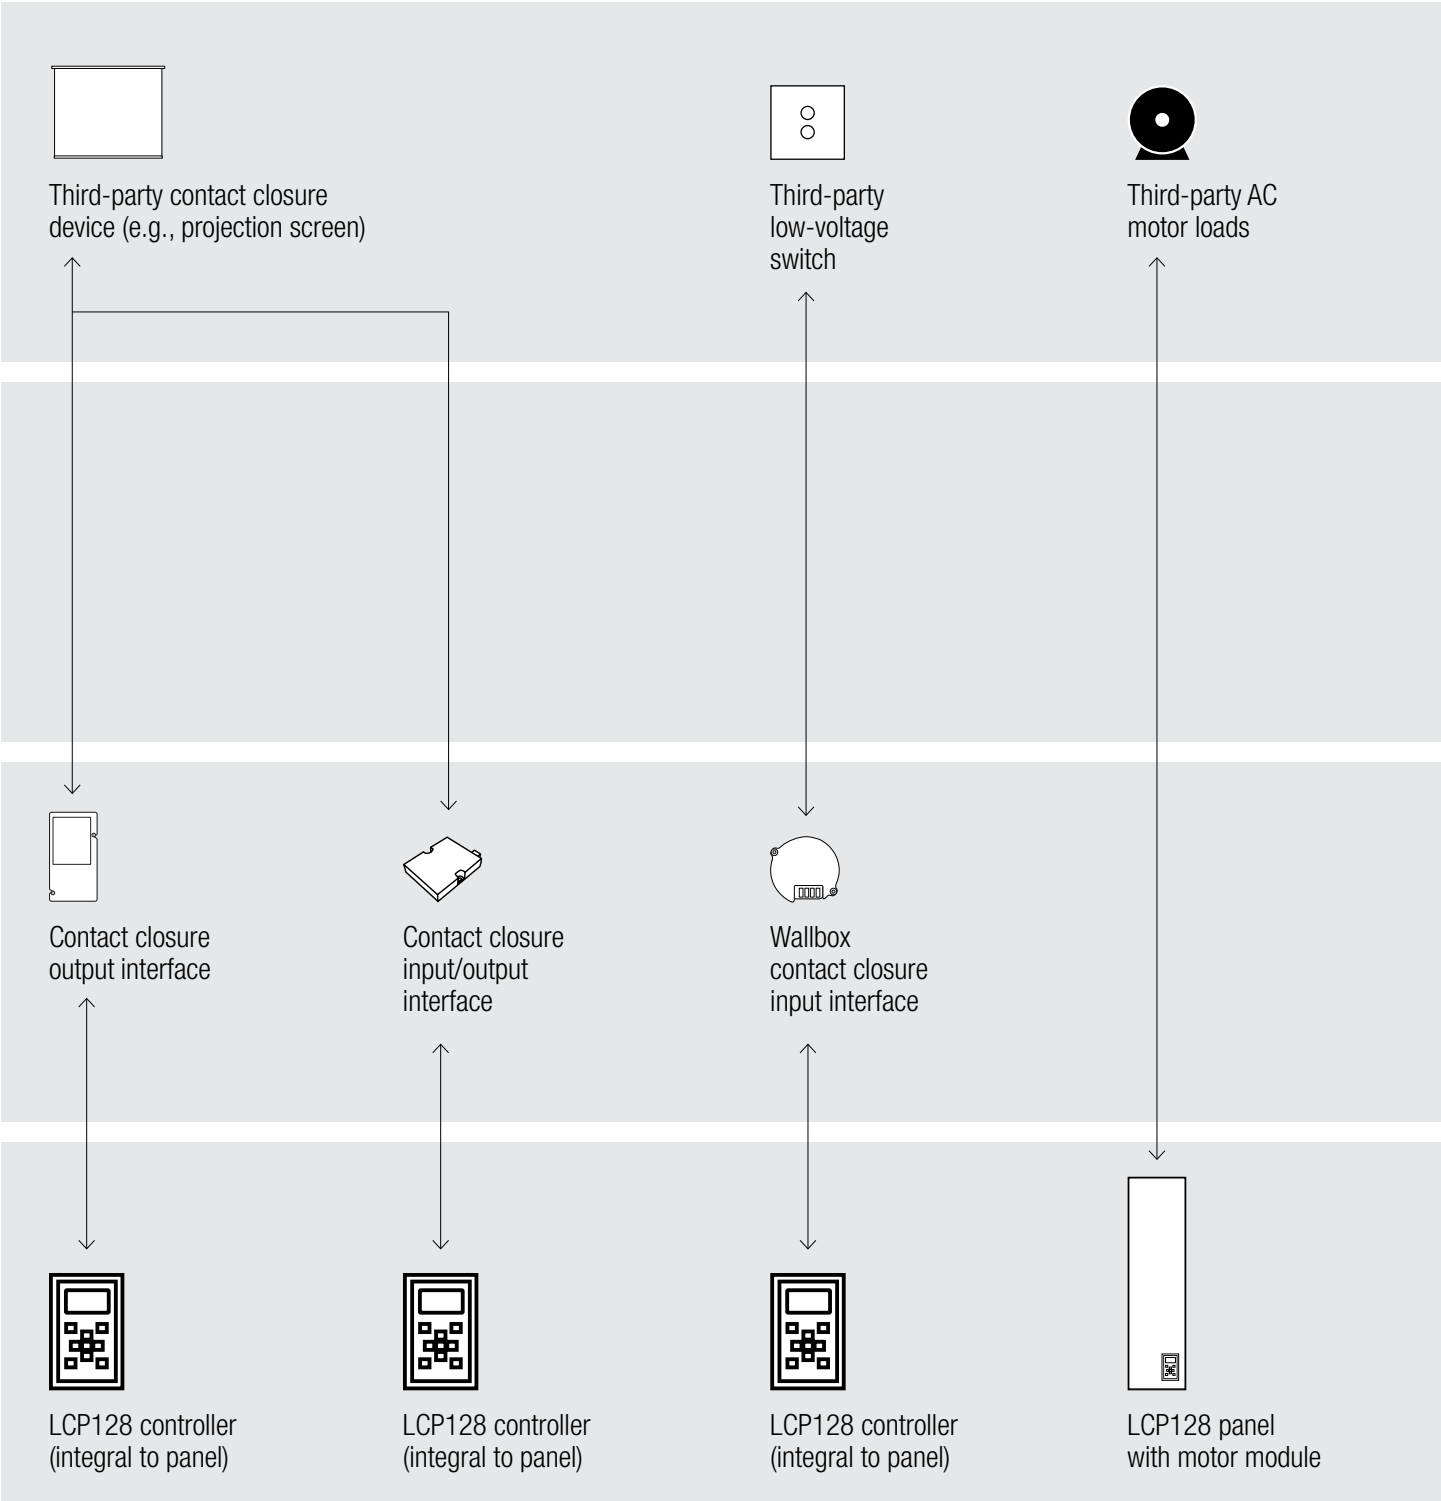 Third-party contact closure
device (e.g., projection screen)
Third-party
low-voltage
switch
Third-party AC
motor loads
Contact closure
output interface
Contact closure
input/output
interface
Wallbox
contact closure
input interface
LCP128 controller
(integral to panel)
LCP128 controller
(integral to panel)
LCP128 controller
(integral to panel)
LCP128 panel
with motor module